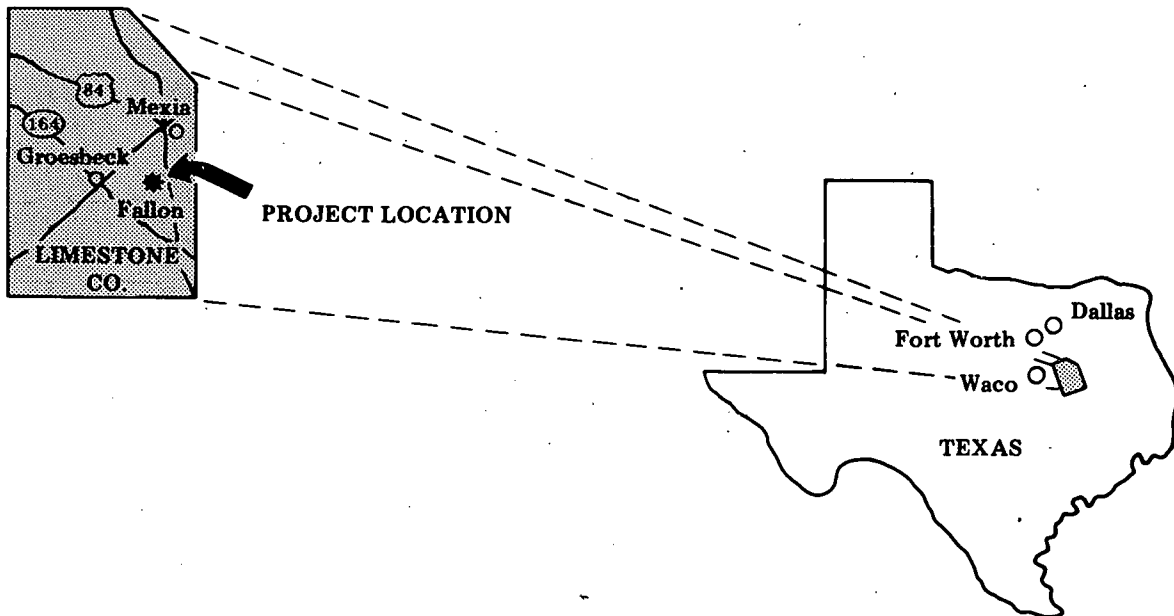 84
Mexia
164
Groesbeck
Fallon
PROJECT LOCATION
LIMESTONE
CO.
Dallas
Fort Worth
Waco
TEXAS